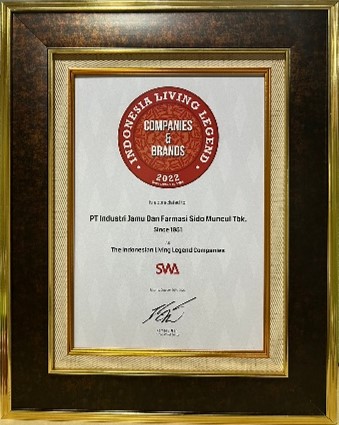 INDONESIA LIVING LEGEND
COMPANIES
&
BRANDS
2022
PT Industri Jamu Dan Farmasi Sido Muncul Tbk.
Since 1951
The Indonesian Living Legend Companies
SWA